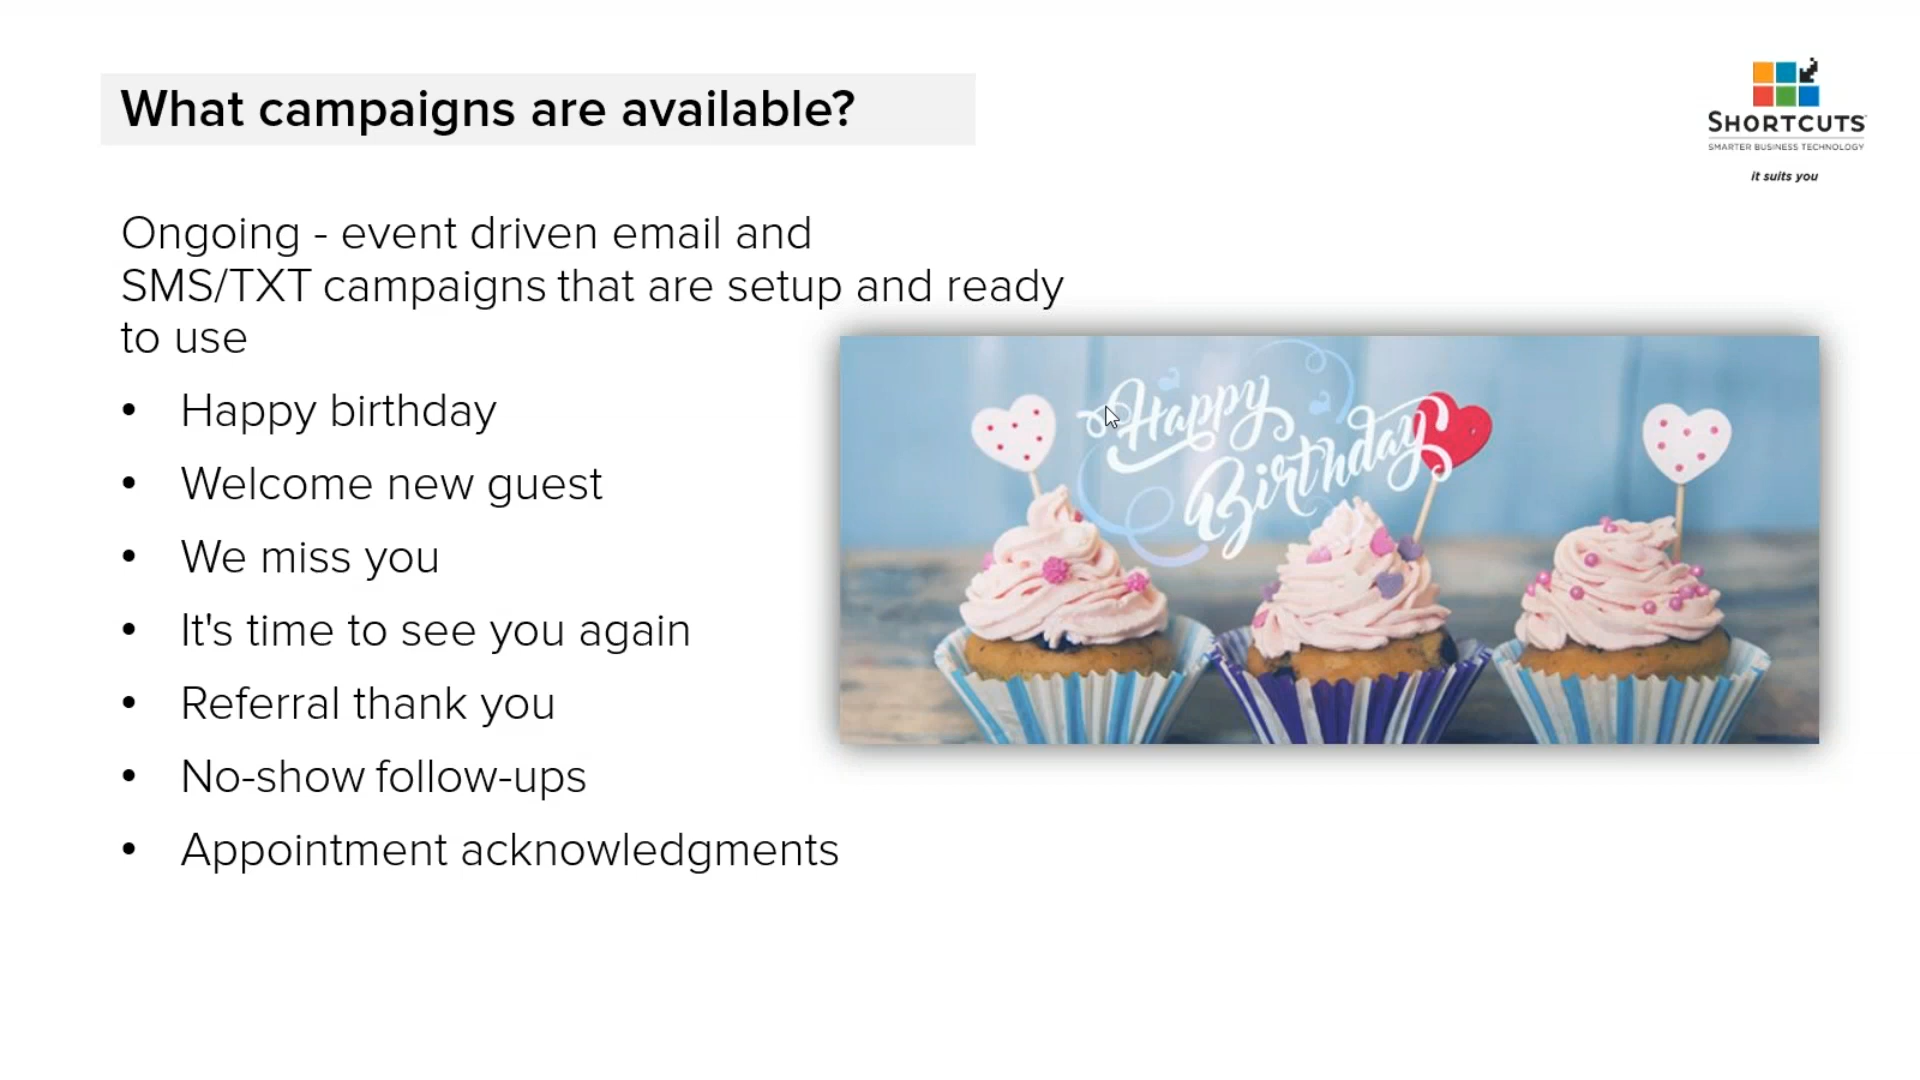 What campaigns are available?
SHORTCUTS
SMARTER BUSINESS TECHNOLOGY
it suits you
Ongoing - event driven email and
SMS/TXT campaigns that are setup and ready
to use
• Happy birthday
• Welcome new guest
• We miss you
• It's time to see you again
• Referral thank you
• No-show follow-ups
• Appointment acknowledgments
Happy
Birthday